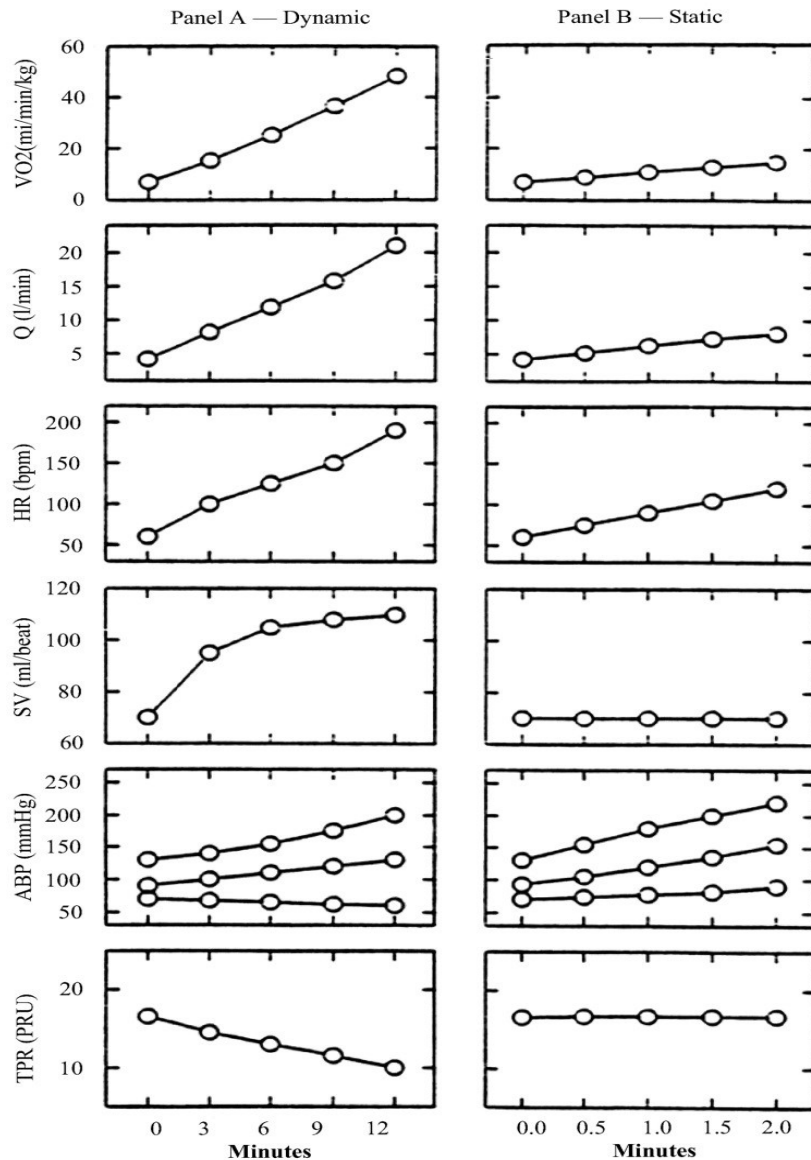 Panel A — Dynamic
Panel B — Static
VO2(mi/min/kg)
60
40
20
0
Q (l/min)
20
15
10
5
HR (bpm)
200
150
100
50
SV (ml/beat)
120
100
80
60
ABP (mmHg)
250
200
150
100
50
TPR (PRU)
20
10
0 3 6 9 12
Minutes
0.0 0.5 1.0 1.5 2.0
Minutes